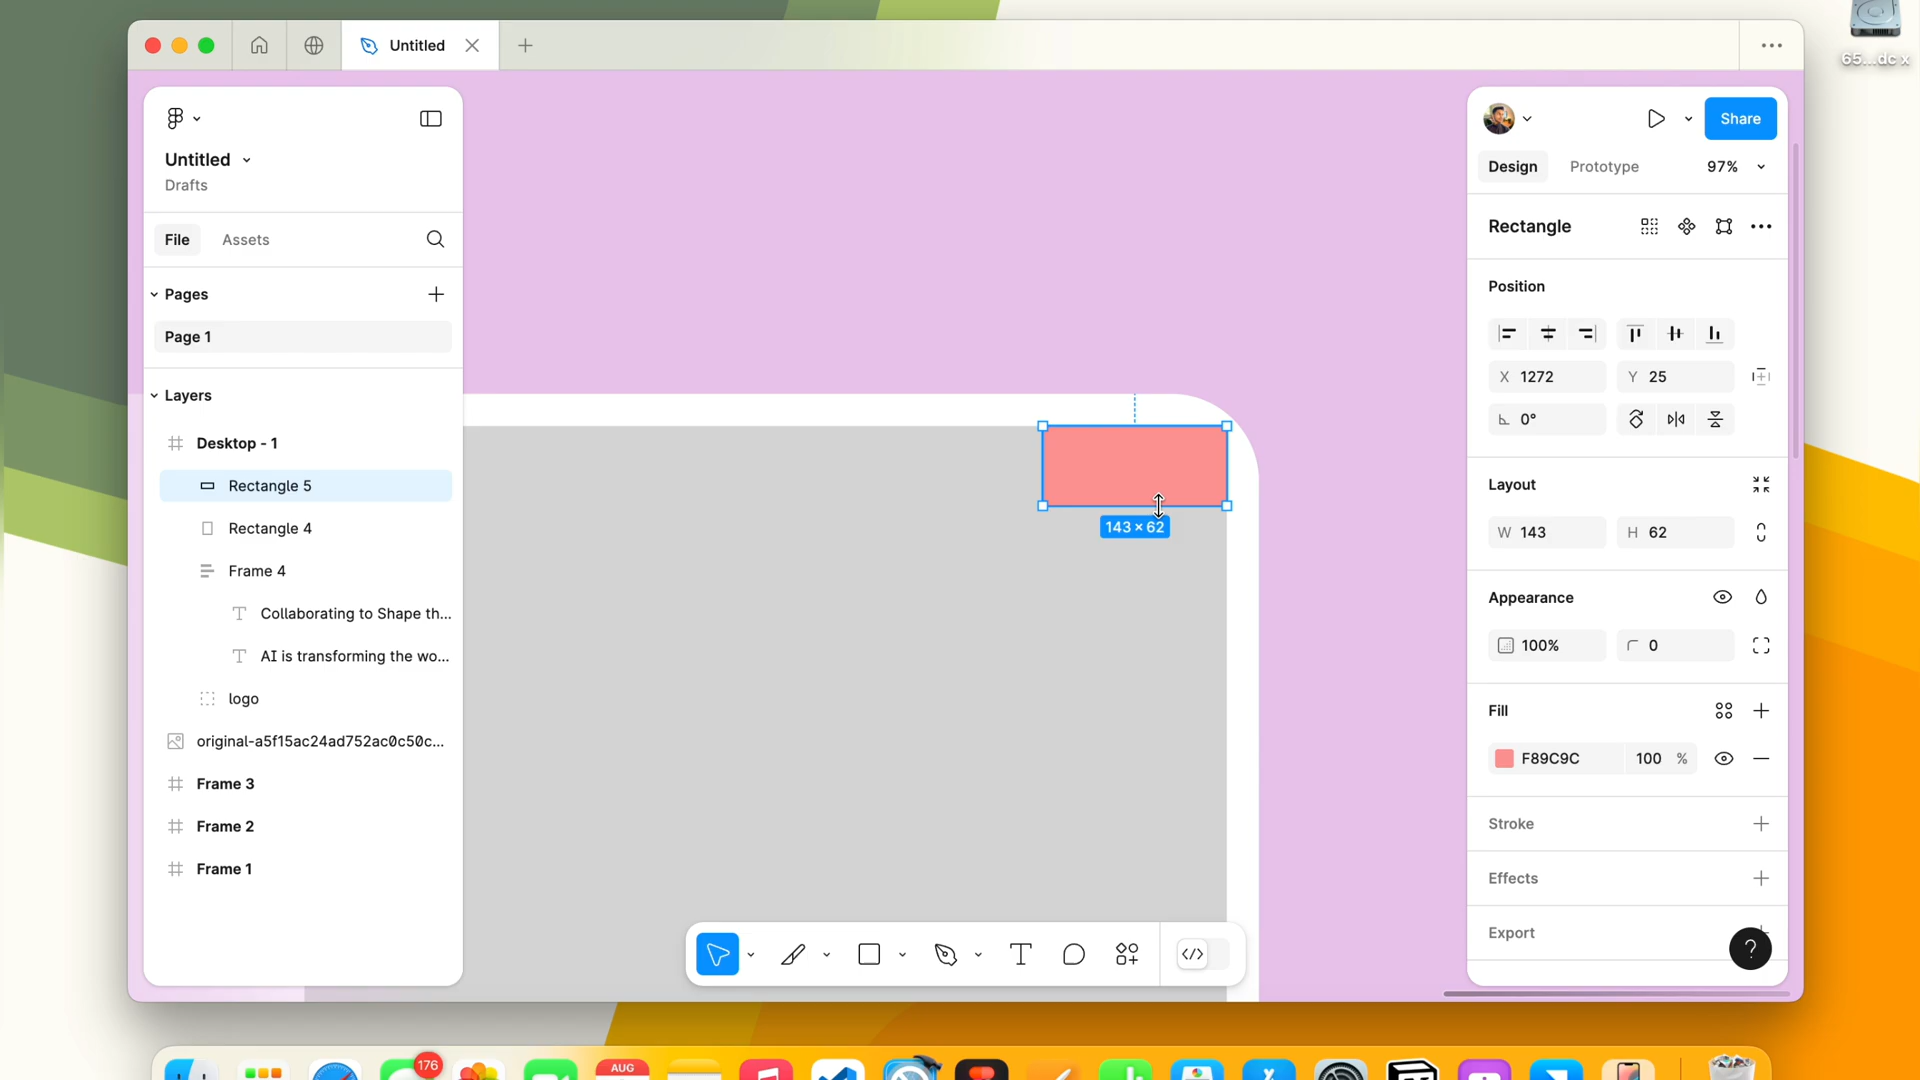 65...dc x
Untitled
Untitled
Drafts
File
Assets
Pages
Page 1
Layers
Desktop - 1
Rectangle 5
Rectangle 4
Frame 4
Collaborating to Shape th...
AI is transforming the wo...
logo
original-a5f15ac24ad752ac0c50c...
Frame 3
Frame 2
Frame 1
143 × 62
Share
Design
Prototype
97%
Rectangle
Position
X 1272
Y 25
0°
Layout
W 143
H 62
Appearance
100%
0
Fill
F89C9C
100 %
Stroke
Effects
Export
?
176
AUG